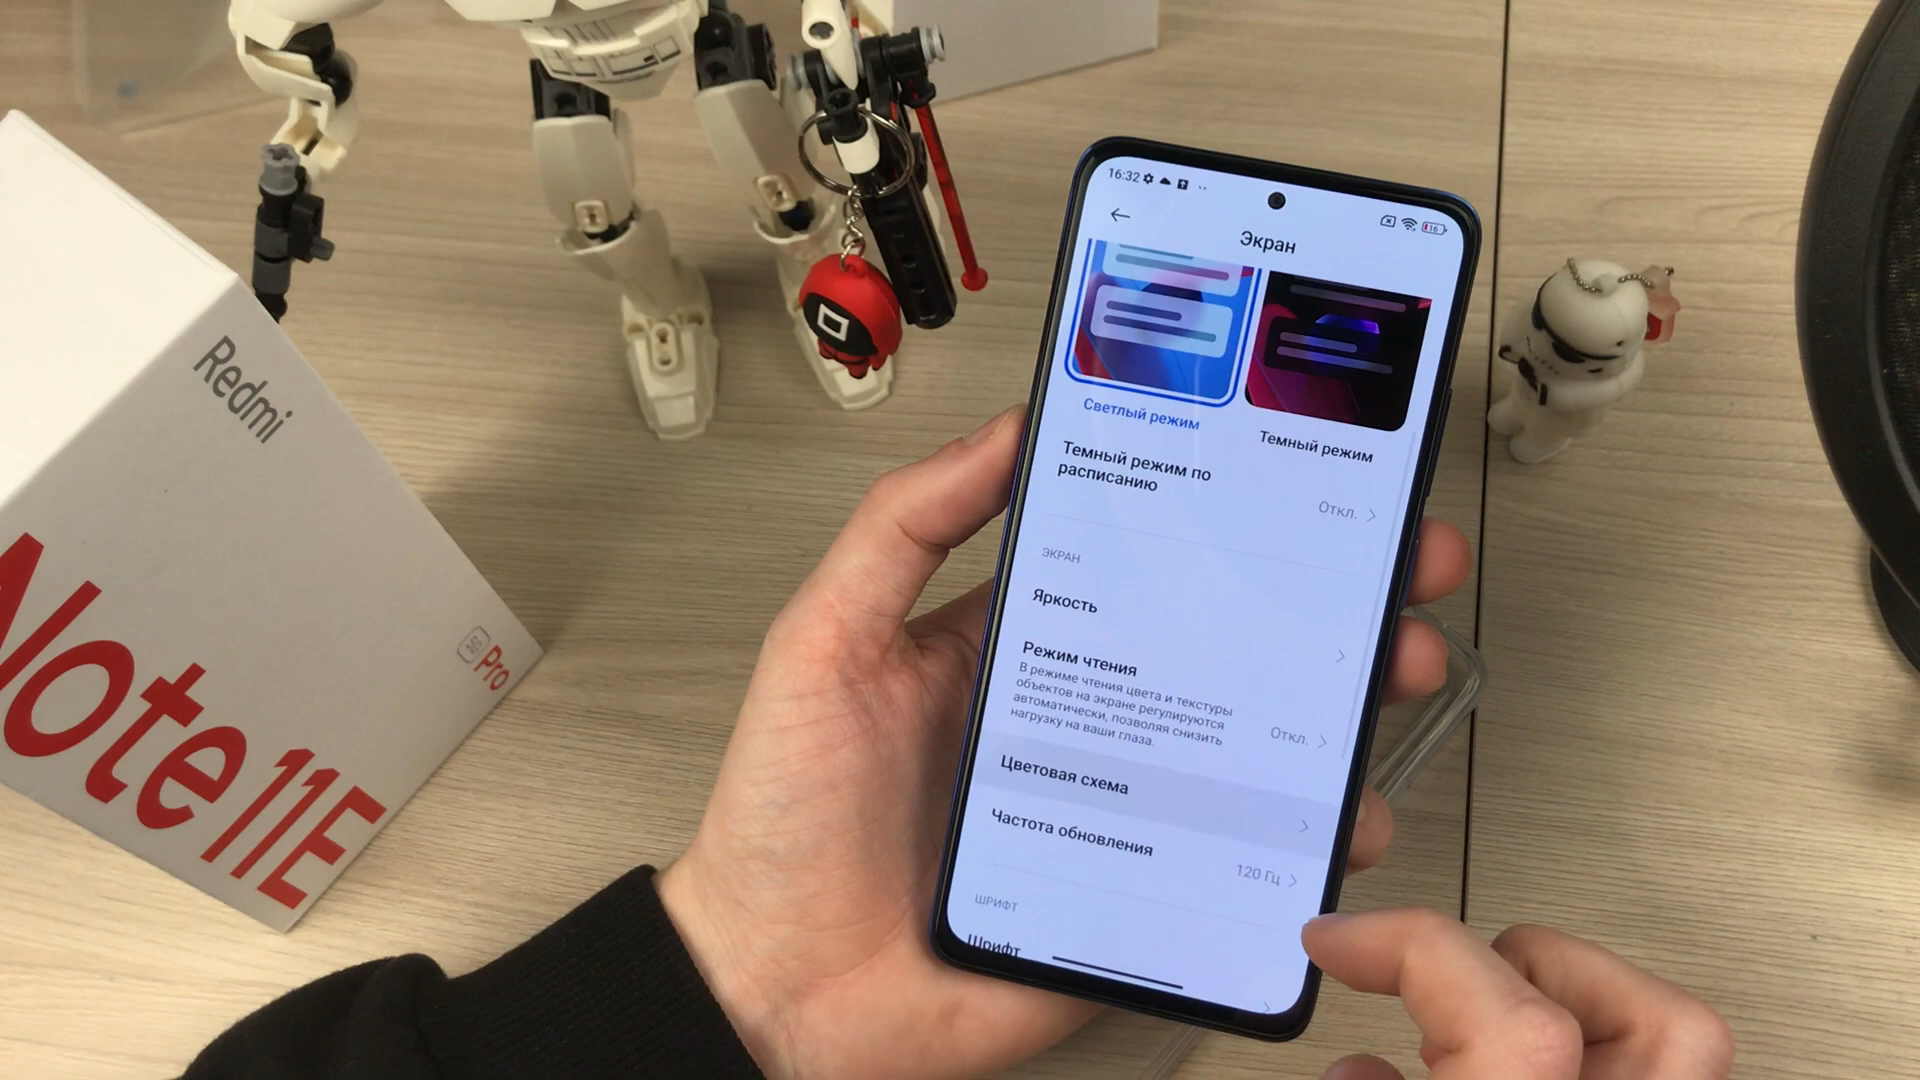 Redmi
Note 11E
5G Pro
16:32
16
Экран
Светлый режим
Темный режим
Темный режим по
расписанию
Откл.
ЭКРАН
Яркость
Режим чтения
В режиме чтения цвета и текстуры
объектов на экране регулируются
автоматически, позволяя снизить
нагрузку на ваши глаза.
Откл.
Цветовая схема
Частота обновления
120 Гц
ШРИФТ
Шрифт